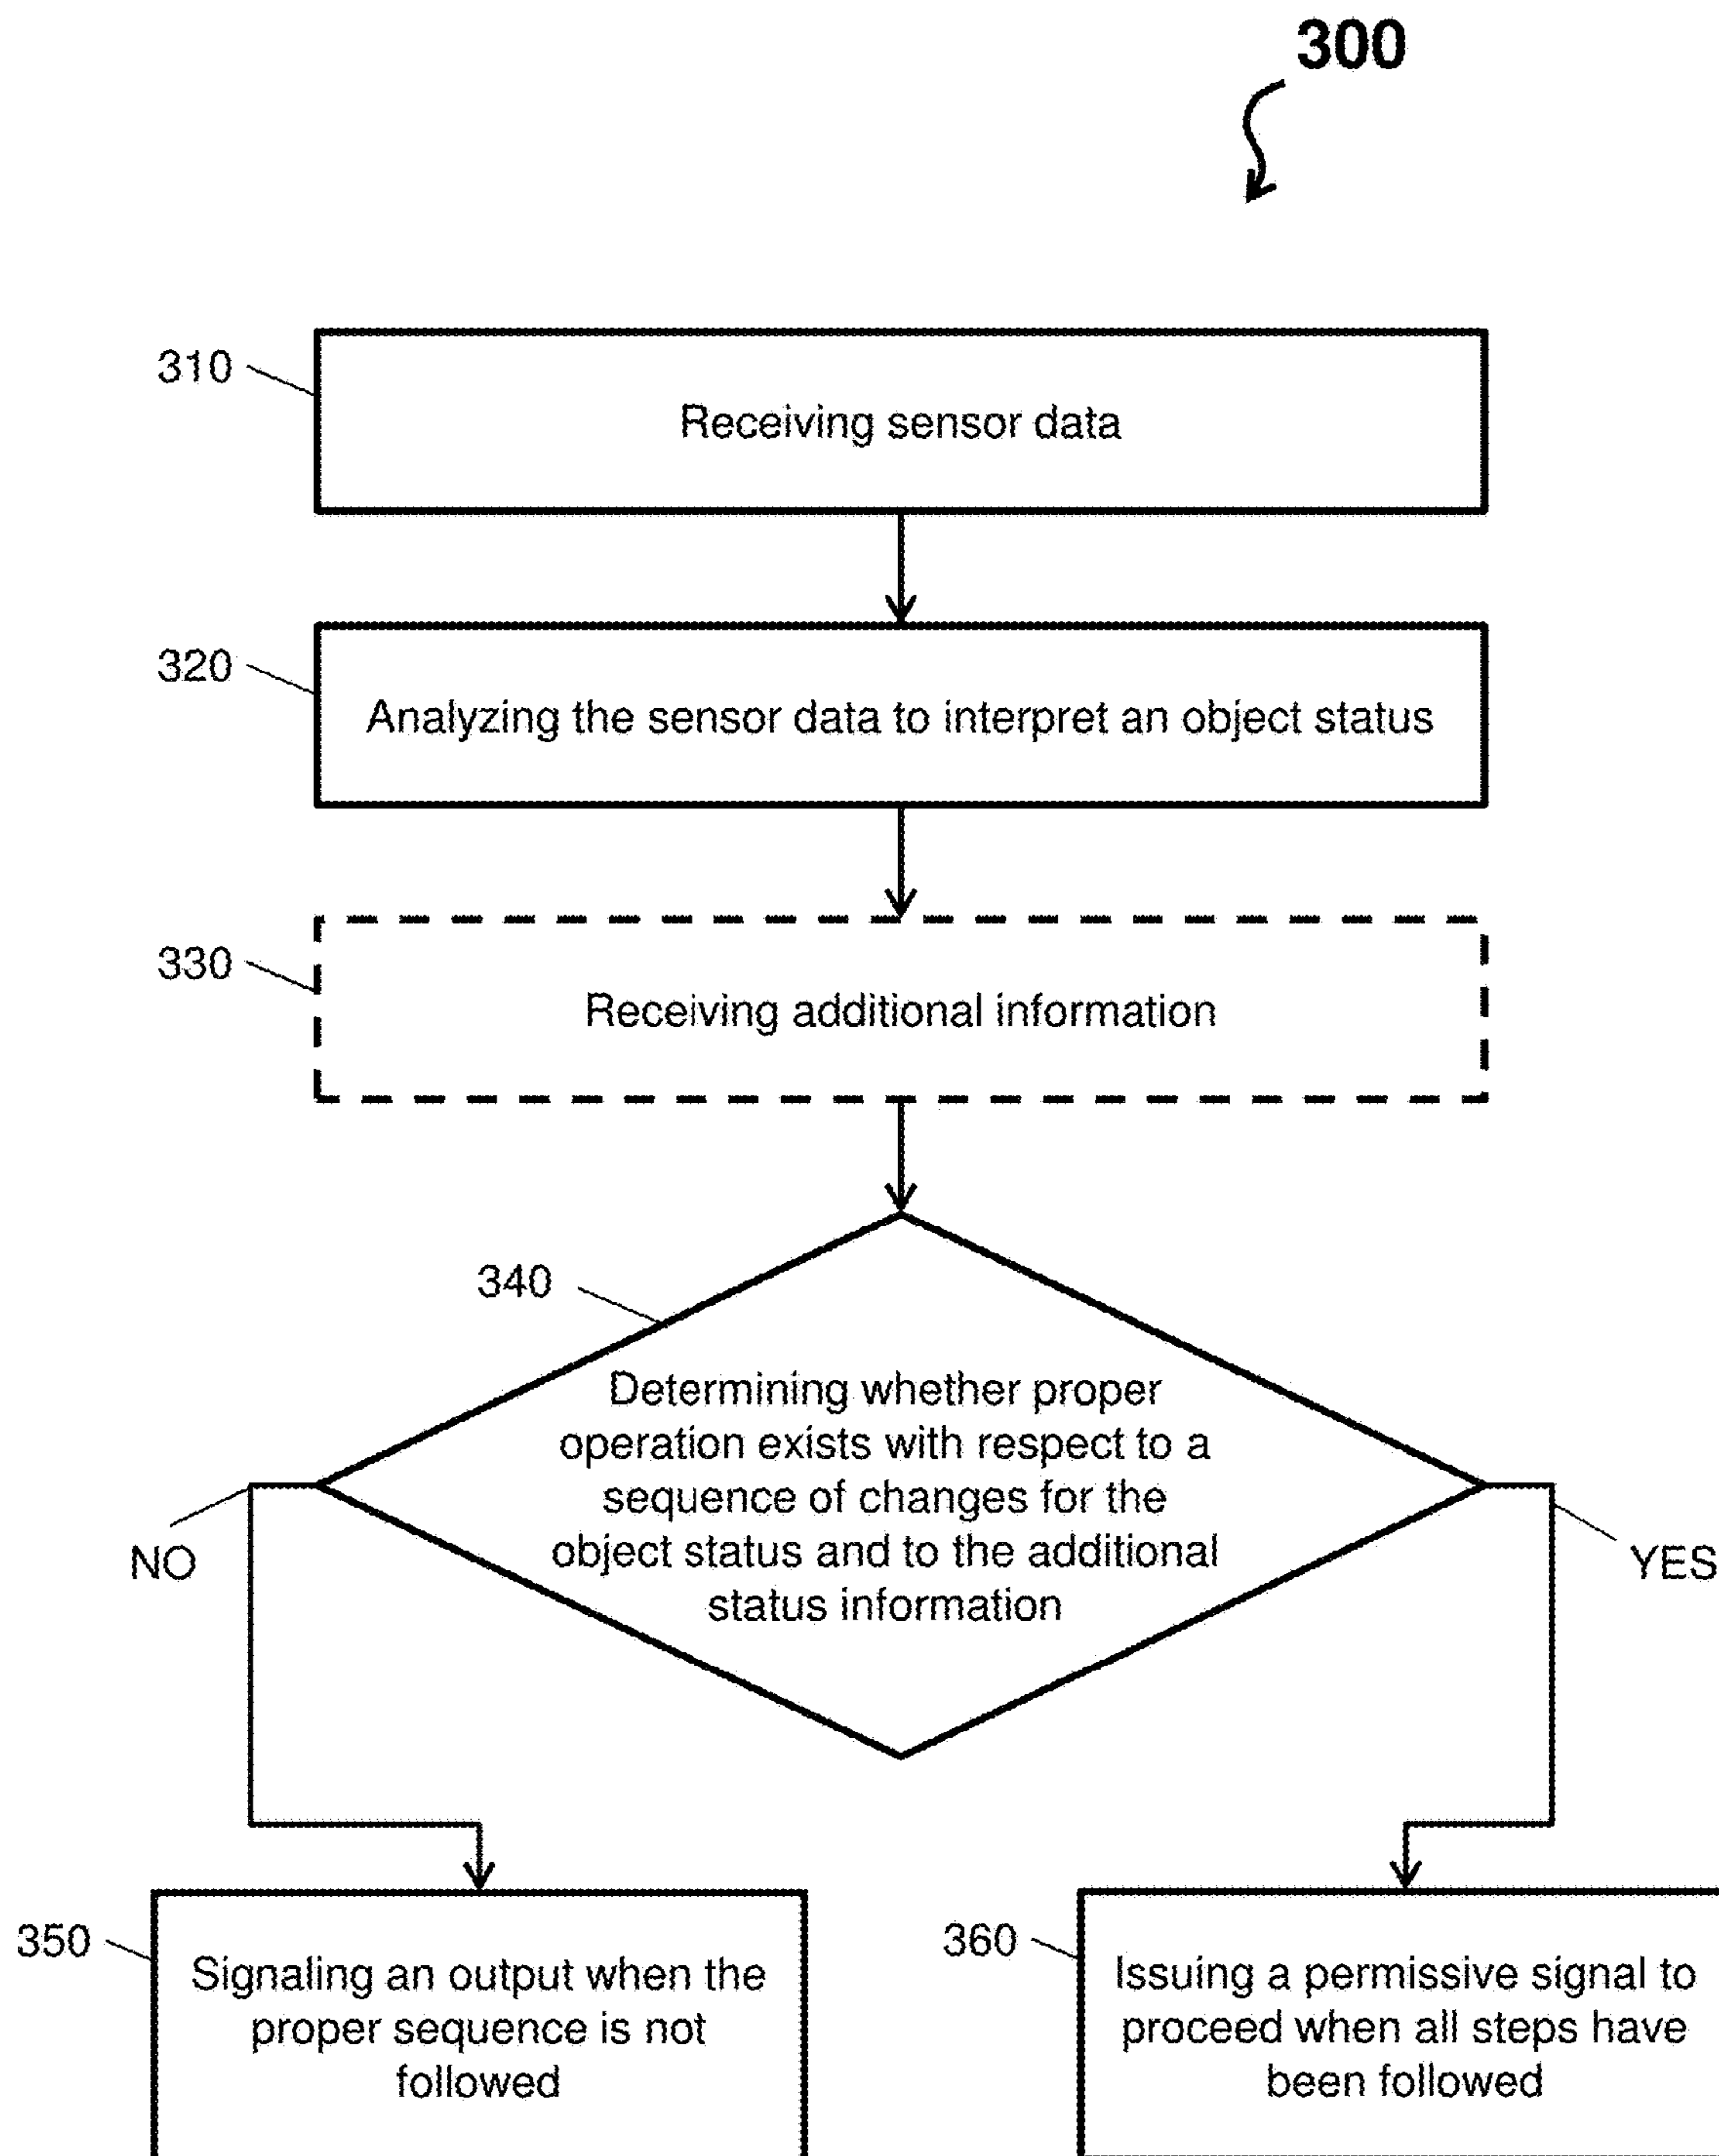 300
310
Receiving sensor data
320
Analyzing the sensor data to interpret an object status
330
Receiving additional information
340
Determining whether proper
operation exists with respect to a
sequence of changes for the
object status and to the additional
status information
NO
YES
350
Signaling an output when the
proper sequence is not
followed
360
Issuing a permissive signal to
proceed when all steps have
been followed